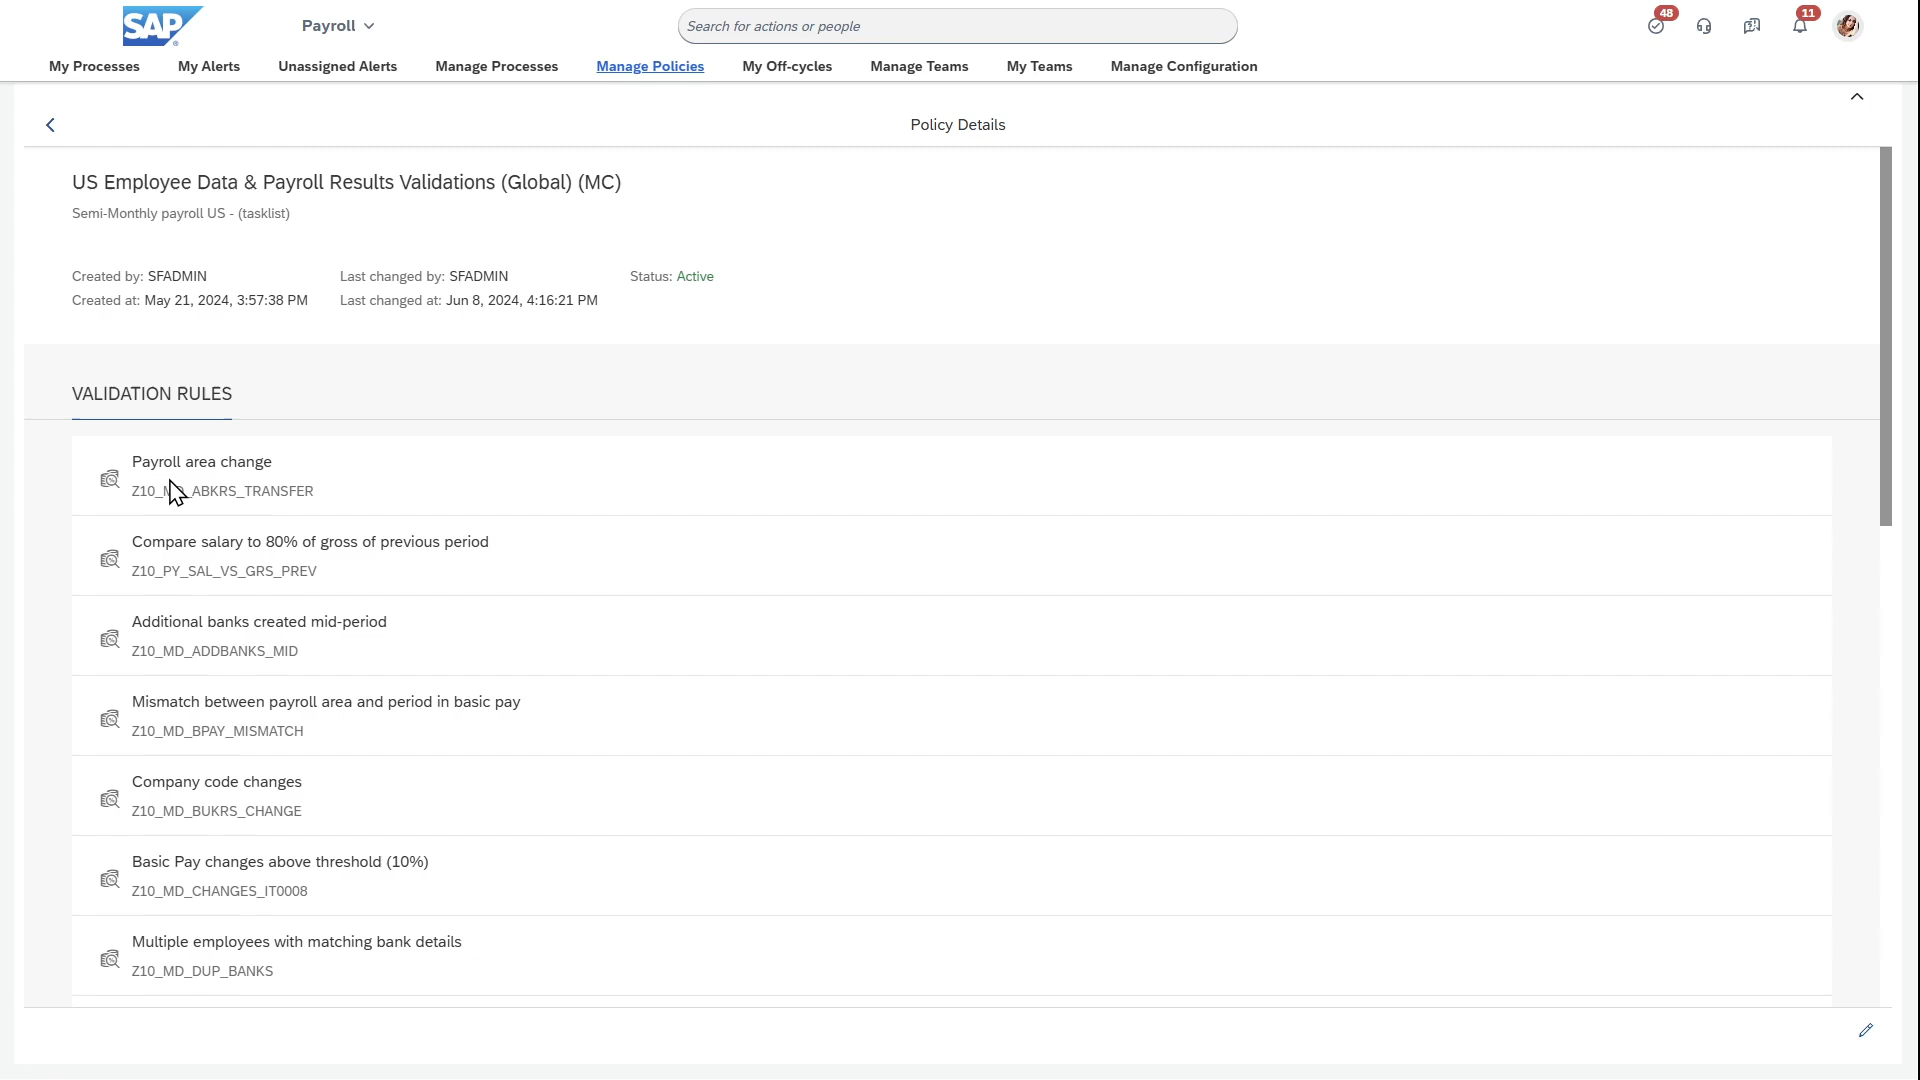 SAP
Payroll
Search for actions or people
48
11
My Processes
My Alerts
Unassigned Alerts
Manage Processes
Manage Policies
My Off-cycles
Manage Teams
My Teams
Manage Configuration
Policy Details
US Employee Data & Payroll Results Validations (Global) (MC)
Semi-Monthly payroll US - (tasklist)
Created by: SFADMIN
Last changed by: SFADMIN
Status: Active
Created at: May 21, 2024, 3:57:38 PM
Last changed at: Jun 8, 2024, 4:16:21 PM
VALIDATION RULES
Payroll area change
Z10_MD_ABKRS_TRANSFER
Compare salary to 80% of gross of previous period
Z10_PY_SAL_VS_GRS_PREV
Additional banks created mid-period
Z10_MD_ADDBANKS_MID
Mismatch between payroll area and period in basic pay
Z10_MD_BPAY_MISMATCH
Company code changes
Z10_MD_BUKRS_CHANGE
Basic Pay changes above threshold (10%)
Z10_MD_CHANGES_IT0008
Multiple employees with matching bank details
Z10_MD_DUP_BANKS